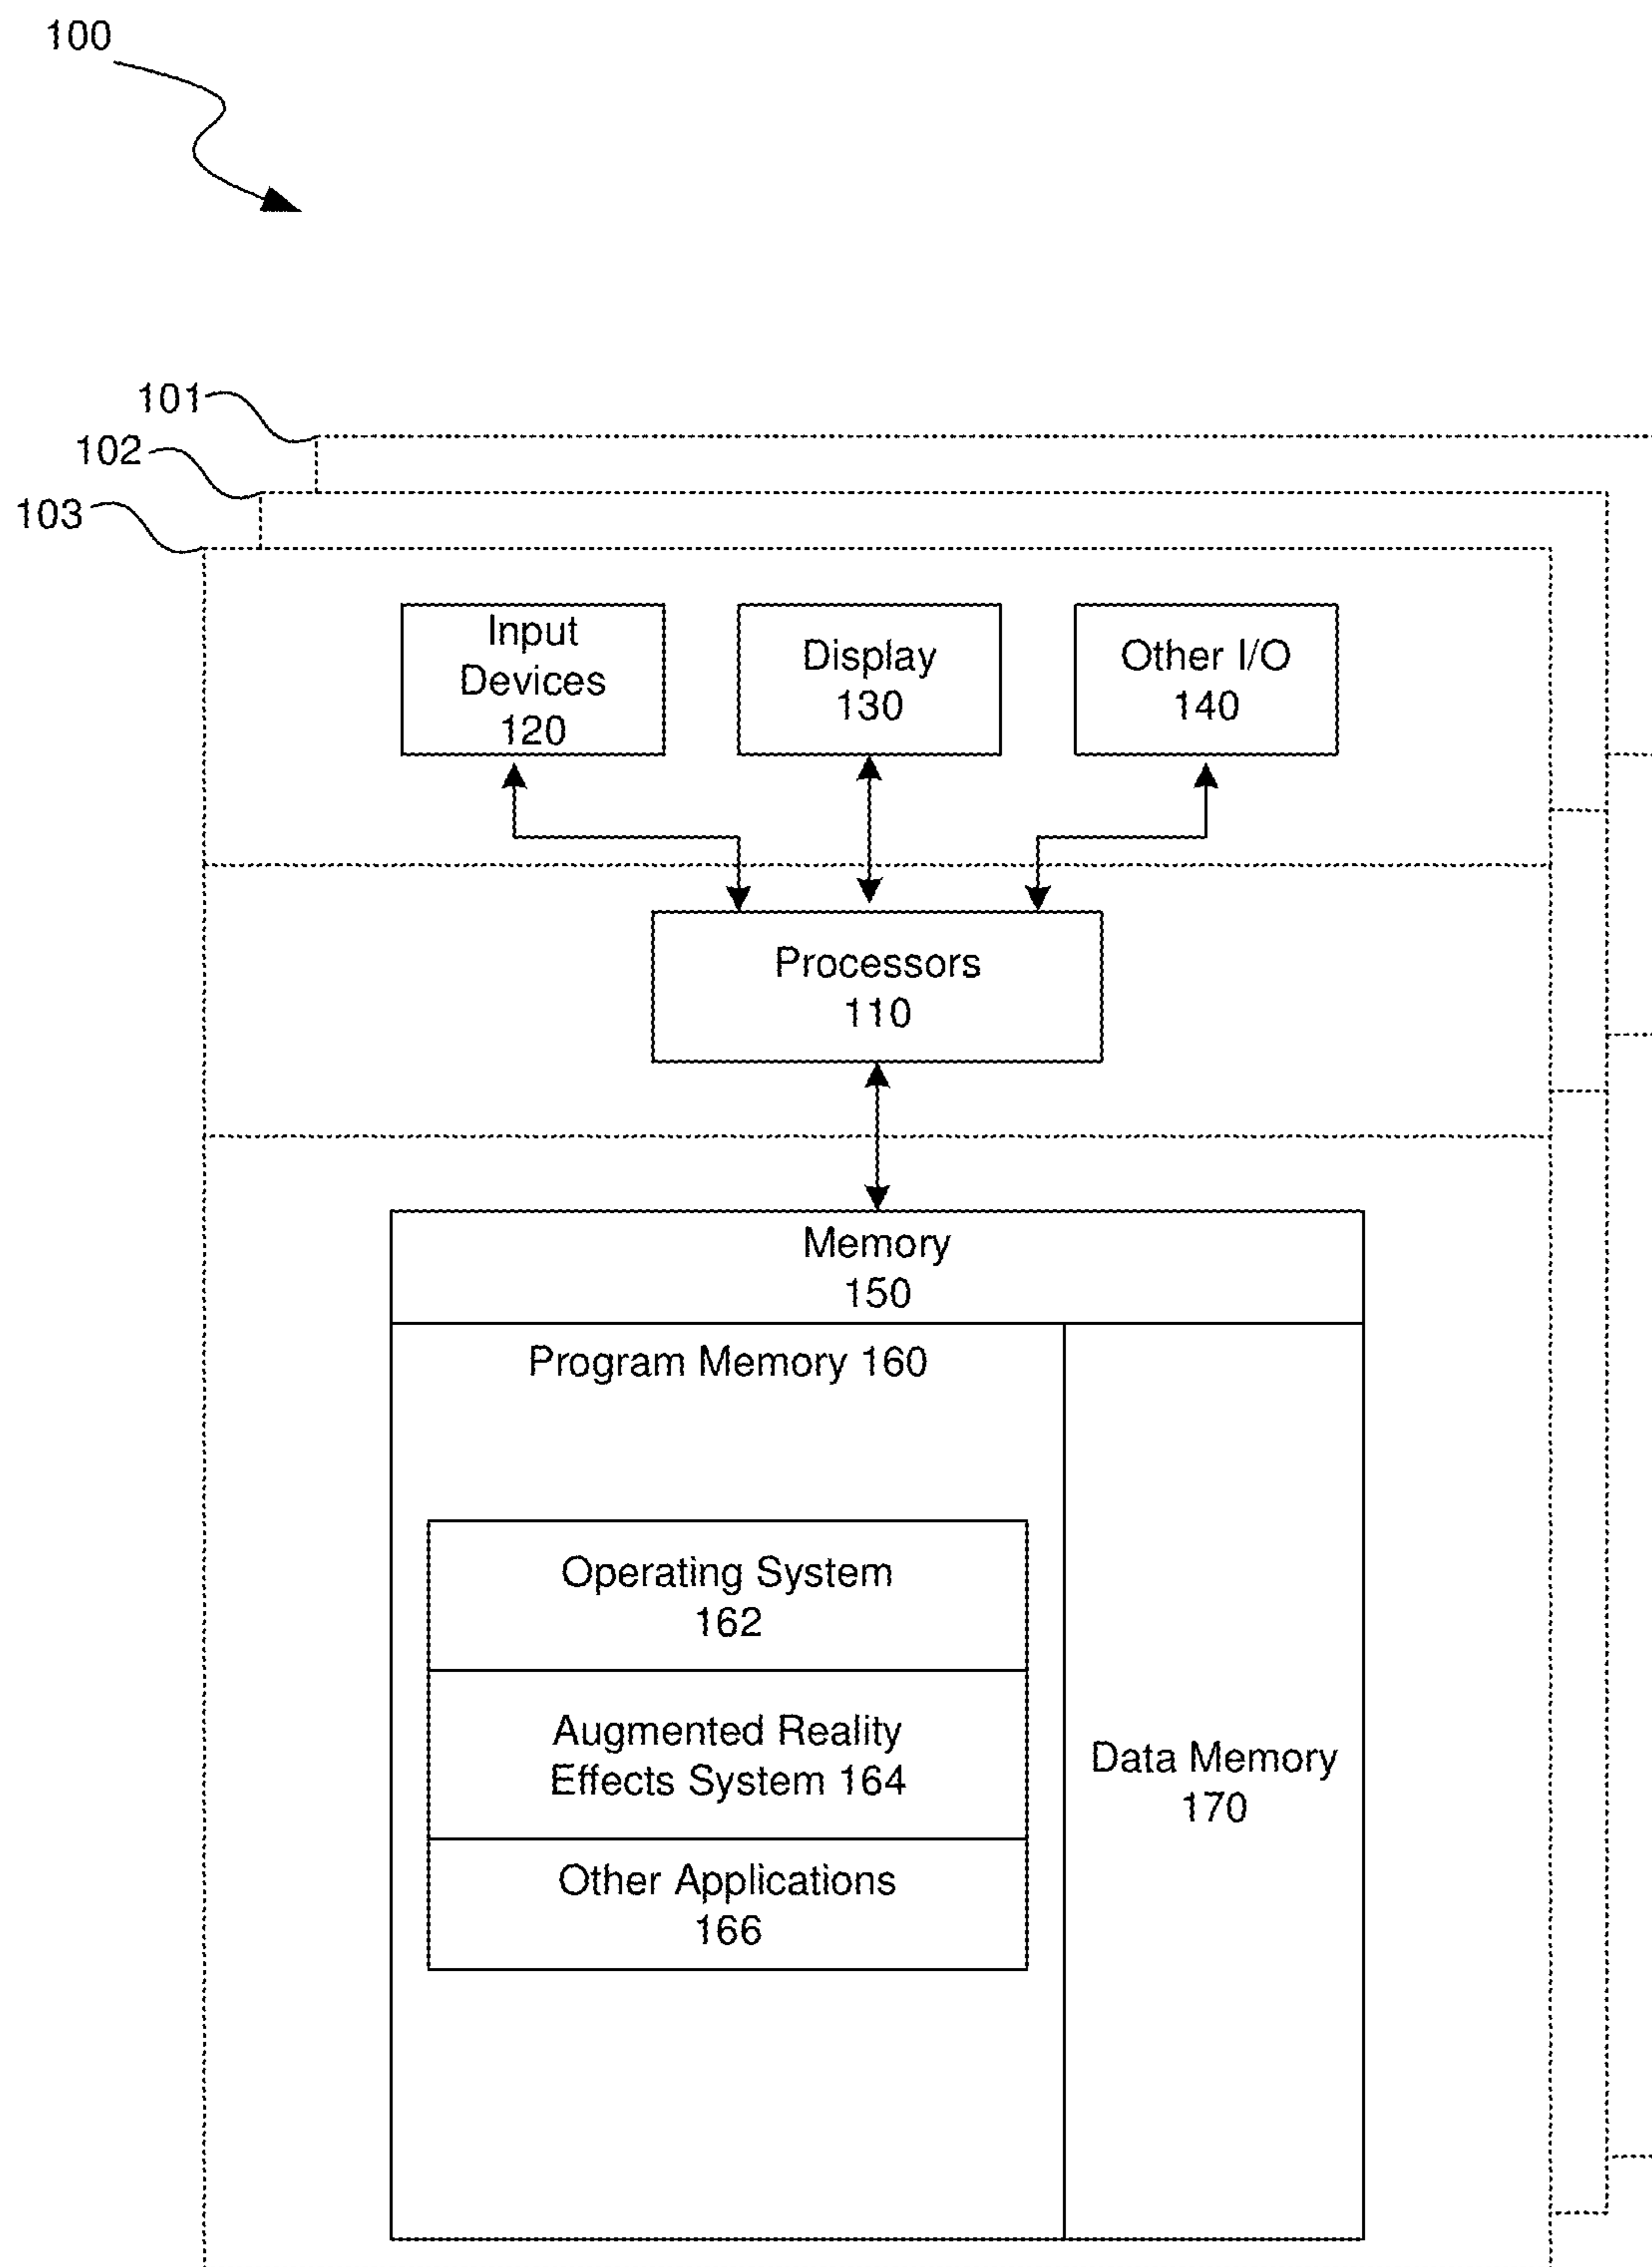 100
101
102
103
Input
Devices
120
Display
130
Other I/O
140
Processors
110
Memory
150
Program Memory 160
Operating System
162
Augmented Reality
Effects System 164
Other Applications
166
Data Memory
170